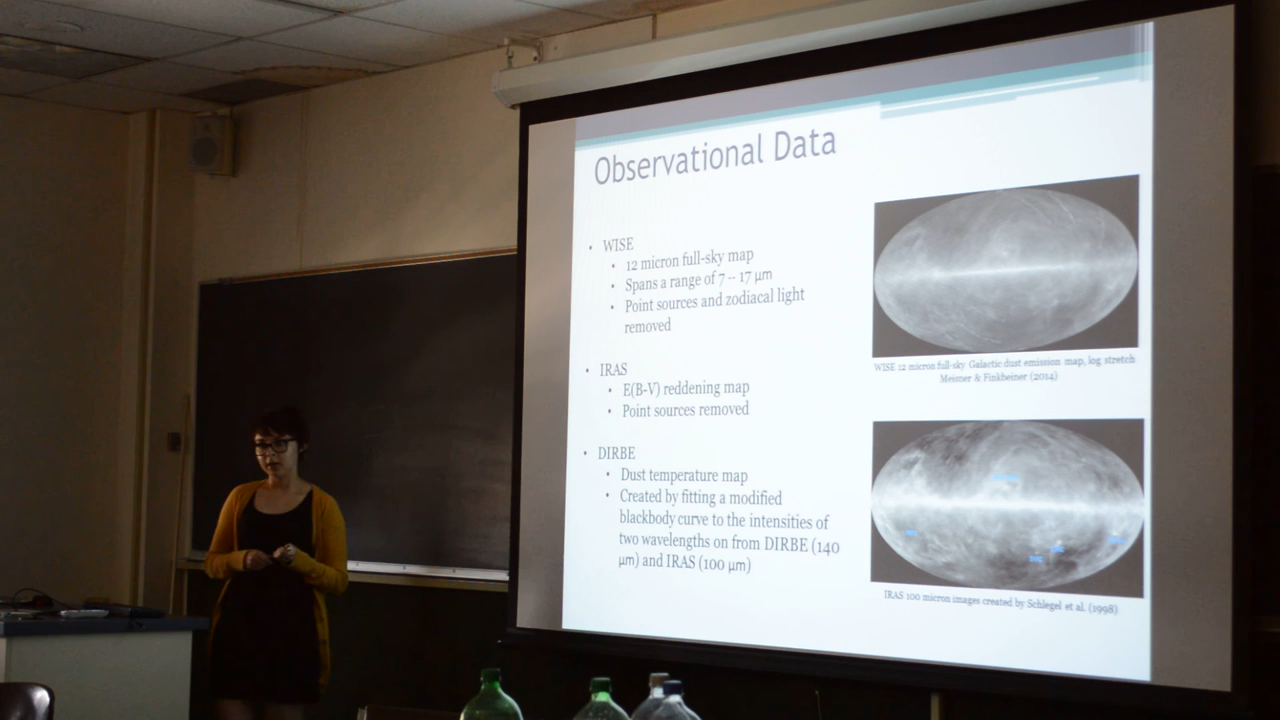 Observational Data
• WISE
• 12 micron full-sky map
• Spans a range of 7 – 17 μm
• Point sources and zodiacal light
removed
• IRAS
• E(B-V) reddening map
• Point sources removed
• DIRBE
• Dust temperature map
• Created by fitting a modified
blackbody curve to the intensities of
two wavelengths on from DIRBE (140
μm) and IRAS (100 μm)
WISE 12 micron full-sky Galactic dust emission map, log stretch
Meisner & Finkbeiner (2014)
IRAS 100 micron images created by Schlegel et al. (1998)